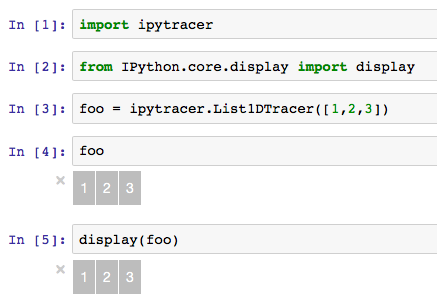 In [1]: import ipytracer
In [2]: from IPython.core.display import display
In [3]: foo = ipytracer.List1DTracer([1,2,3])
In [4]: foo
× 1 2 3
In [5]: display(foo)
× 1 2 3